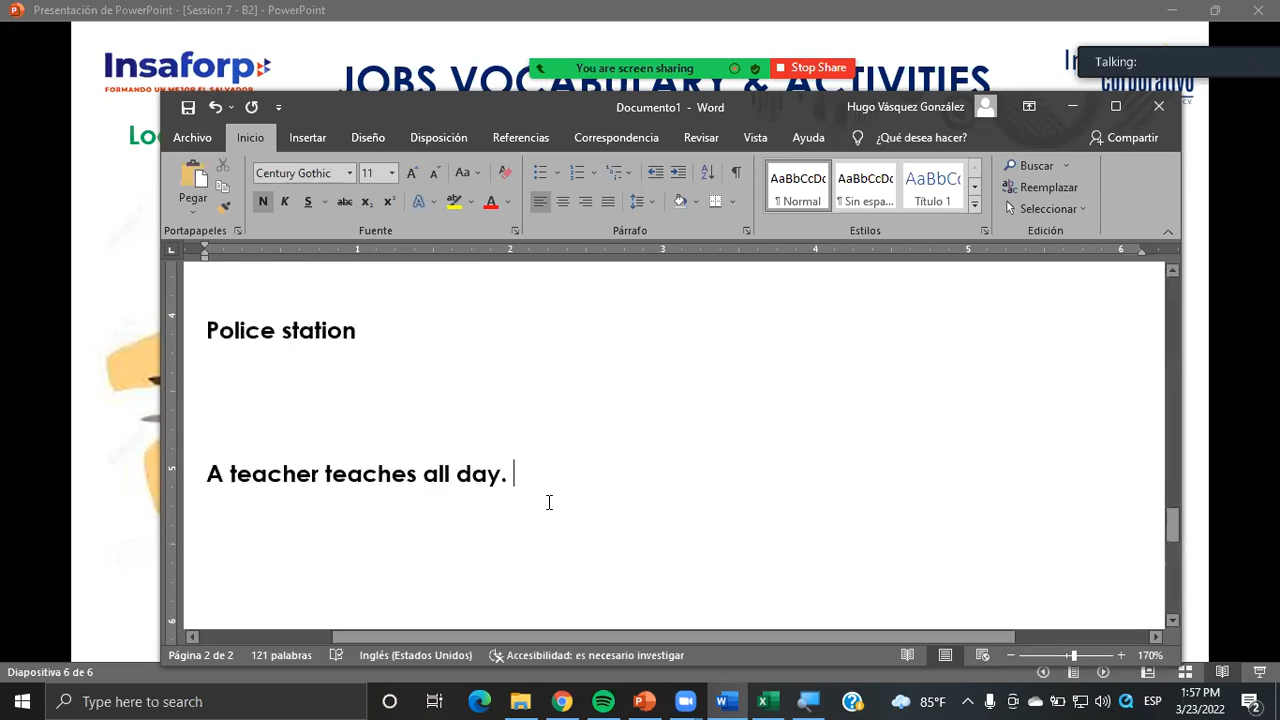 Presentación de PowerPoint - [Session 7 - B2] - PowerPoint
Insaforp
FORMANDO UN MEJOR EL SALVADOR
JOBS VOCABULARY & ACTIVITIES
You are screen sharing
Stop Share
Talking:
Corporativo
Documento1 - Word
Hugo Vásquez González
Archivo
Inicio
Insertar
Diseño
Disposición
Referencias
Correspondencia
Revisar
Vista
Ayuda
¿Qué desea hacer?
Compartir
Pegar
Century Gothic
11
Buscar
Reemplazar
Seleccionar
AaBbCcDc
¶ Normal
AaBbCcDc
¶ Sin espa...
AaBbCc
Título 1
Portapapeles
Fuente
Párrafo
Estilos
Edición
Police station
A teacher teaches all day.
Página 2 de 2
121 palabras
Inglés (Estados Unidos)
Accesibilidad: es necesario investigar
170%
Diapositiva 6 de 6
Type here to search
85°F
ESP
1:57 PM
3/23/2022